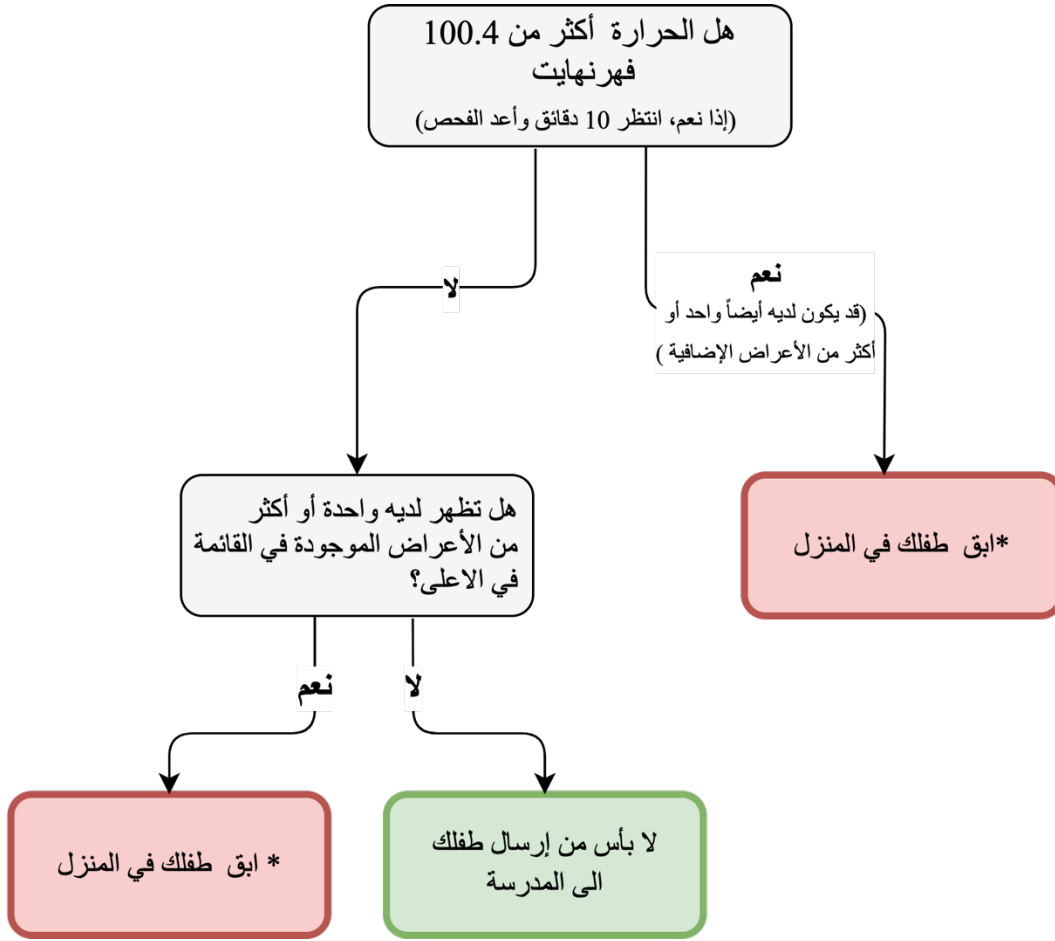 هل الحرارة أكثر من 100.4
فهرنهايت
(إذا نعم، انتظر 10 دقائق وأعد الفحص)
نعم
(قد يكون لديه أيضاً واحد أو
أكثر من الأعراض الإضافية )
لا
*ابق طفلك في المنزل
هل تظهر لديه واحدة أو أكثر
من الأعراض الموجودة في القائمة
في الاعلى؟
لا
نعم
لا بأس من إرسال طفلك
الى المدرسة
* ابق طفلك في المنزل